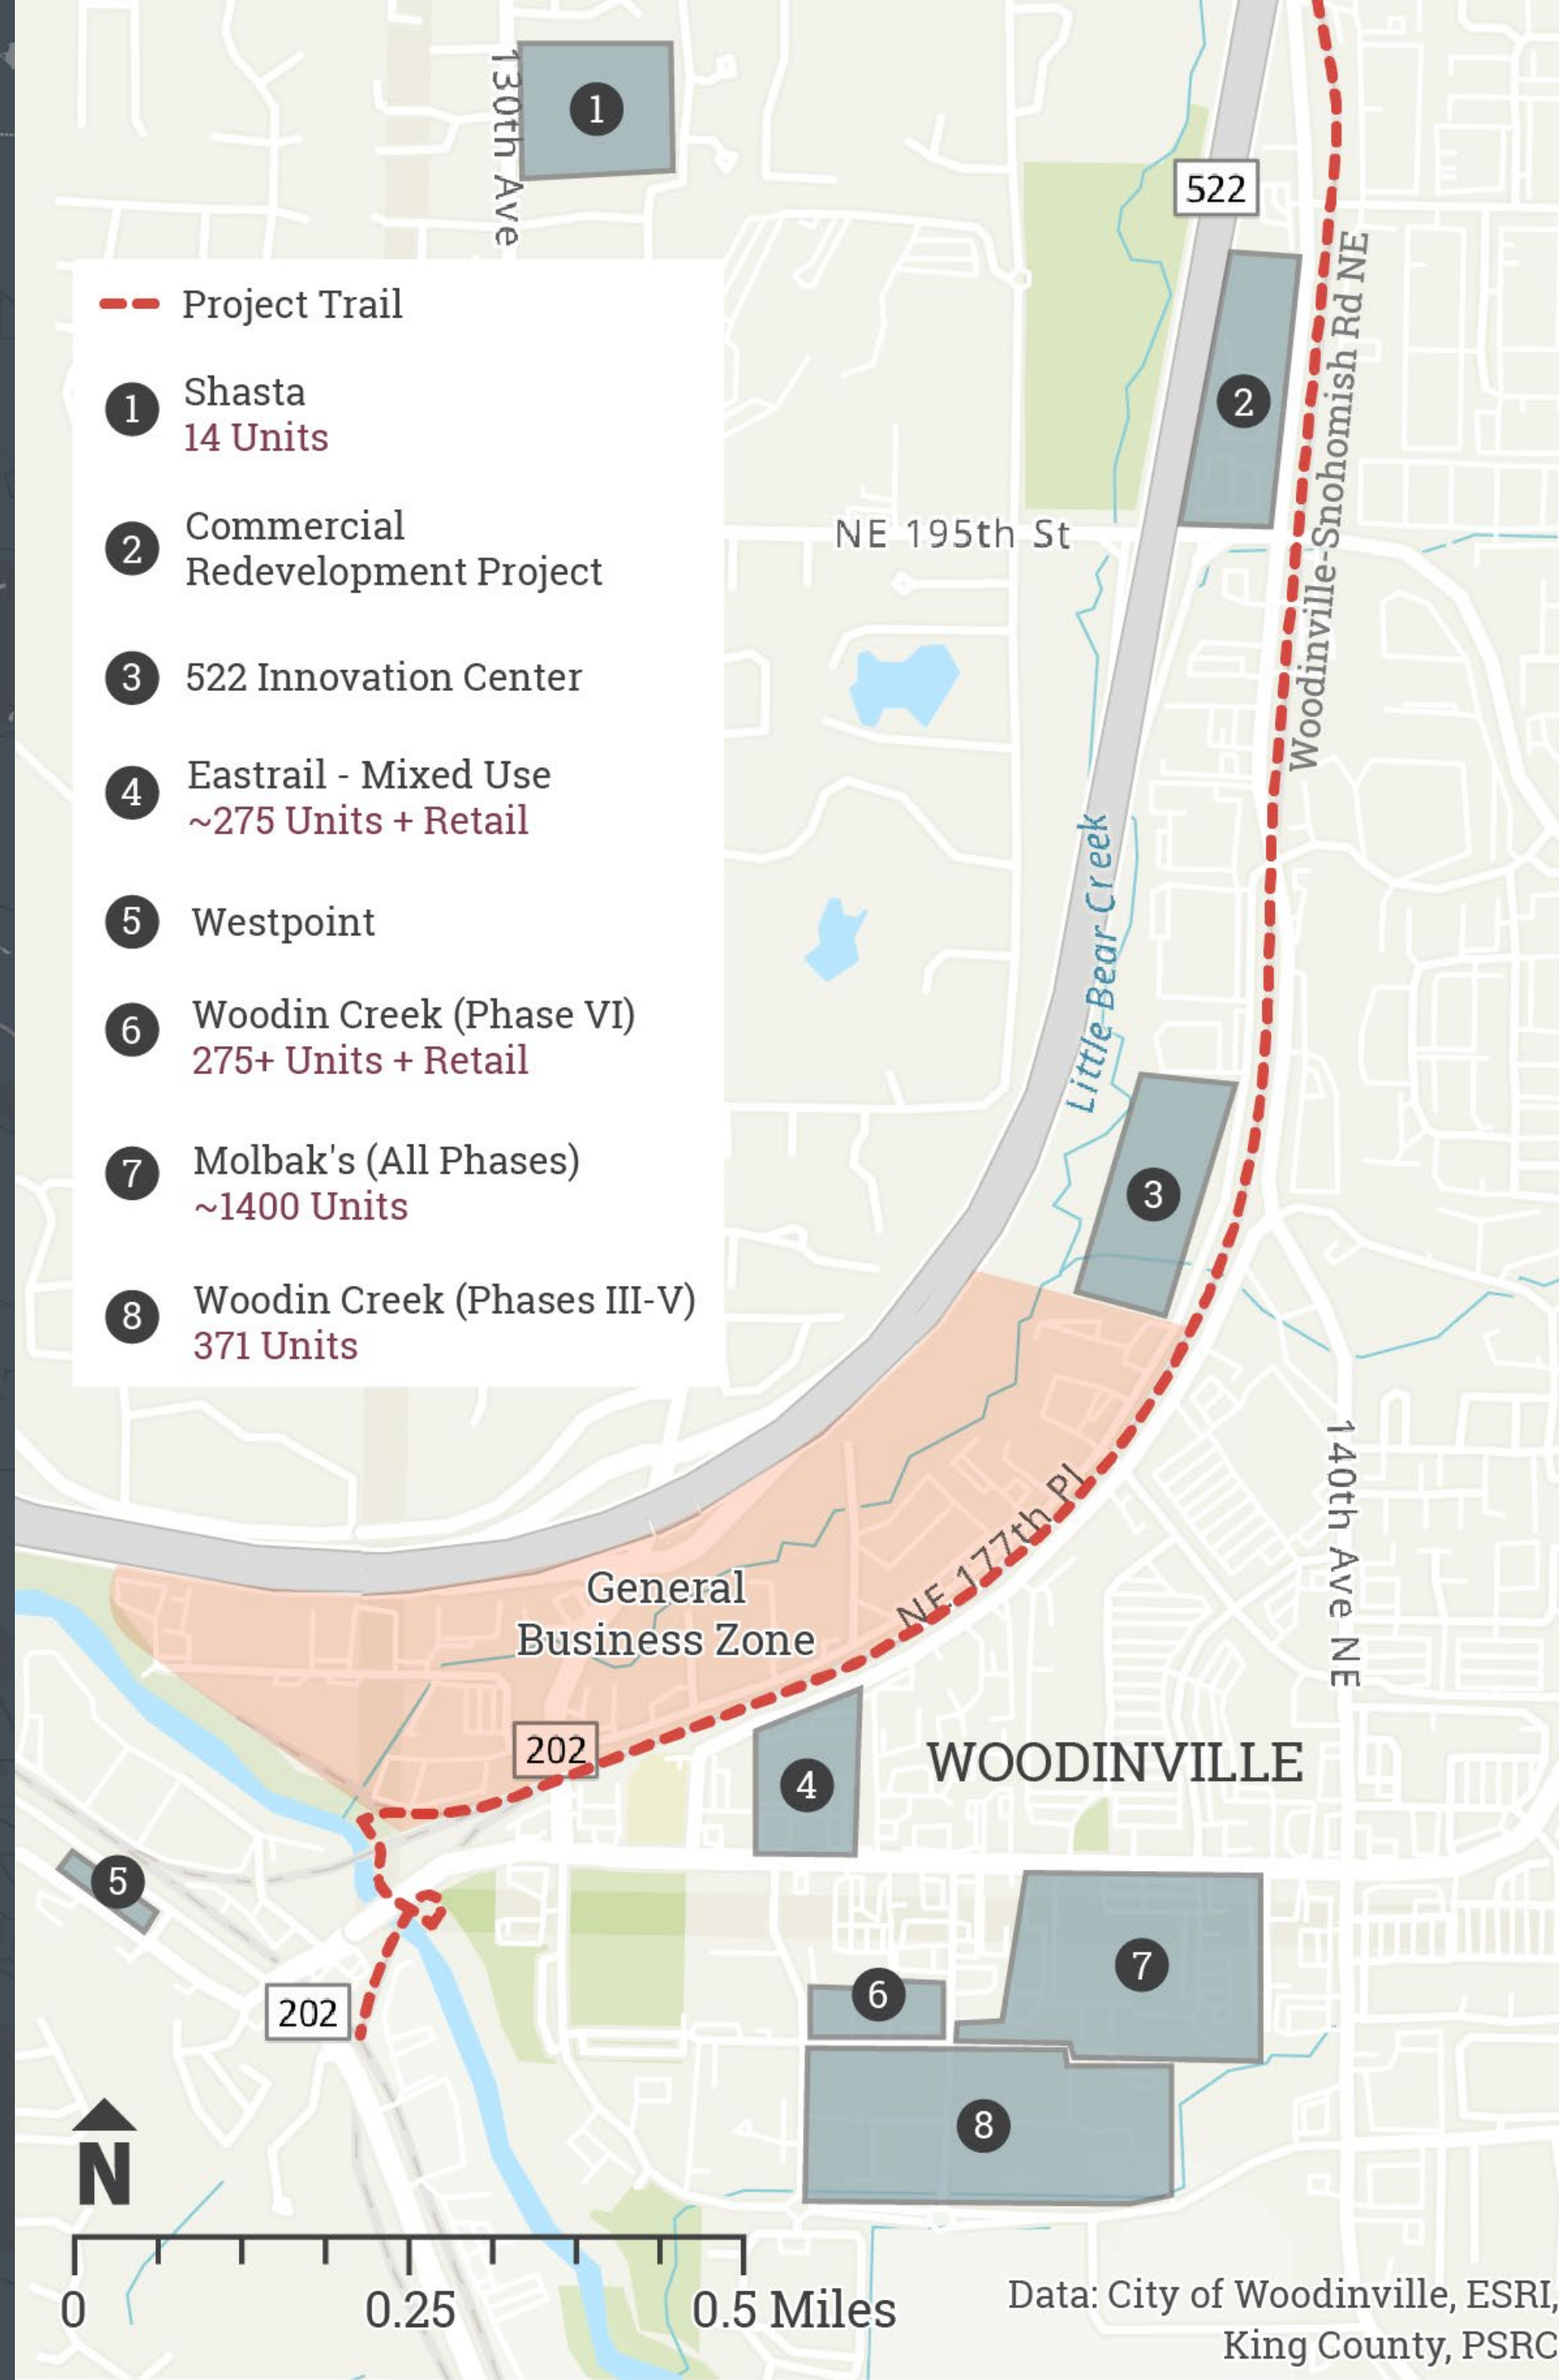 130th Ave
1
522
Project Trail
1 Shasta
14 Units
2 Commercial
Redevelopment Project
3 522 Innovation Center
4 Eastrail - Mixed Use
~275 Units + Retail
5 Westpoint
6 Woodin Creek (Phase VI)
275+ Units + Retail
7 Molbak's (All Phases)
~1400 Units
8 Woodin Creek (Phases III-V)
371 Units
2
NE 195th St
Woodinville-Snohomish Rd NE
Little Bear Creek
3
140th Ave NE
NE 177th Pl
General
Business Zone
202
4
WOODINVILLE
5
7
6
202
8
N
0 0.25 0.5 Miles
Data: City of Woodinville, ESRI,
King County, PSRC